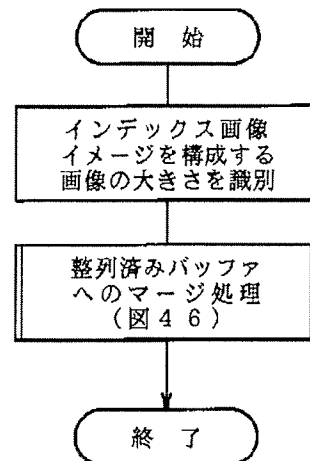 開 始
インデックス画像
イメージを構成する
画像の大きさを識別
整列済みバッファ
へのマージ処理
(図46)
終 了